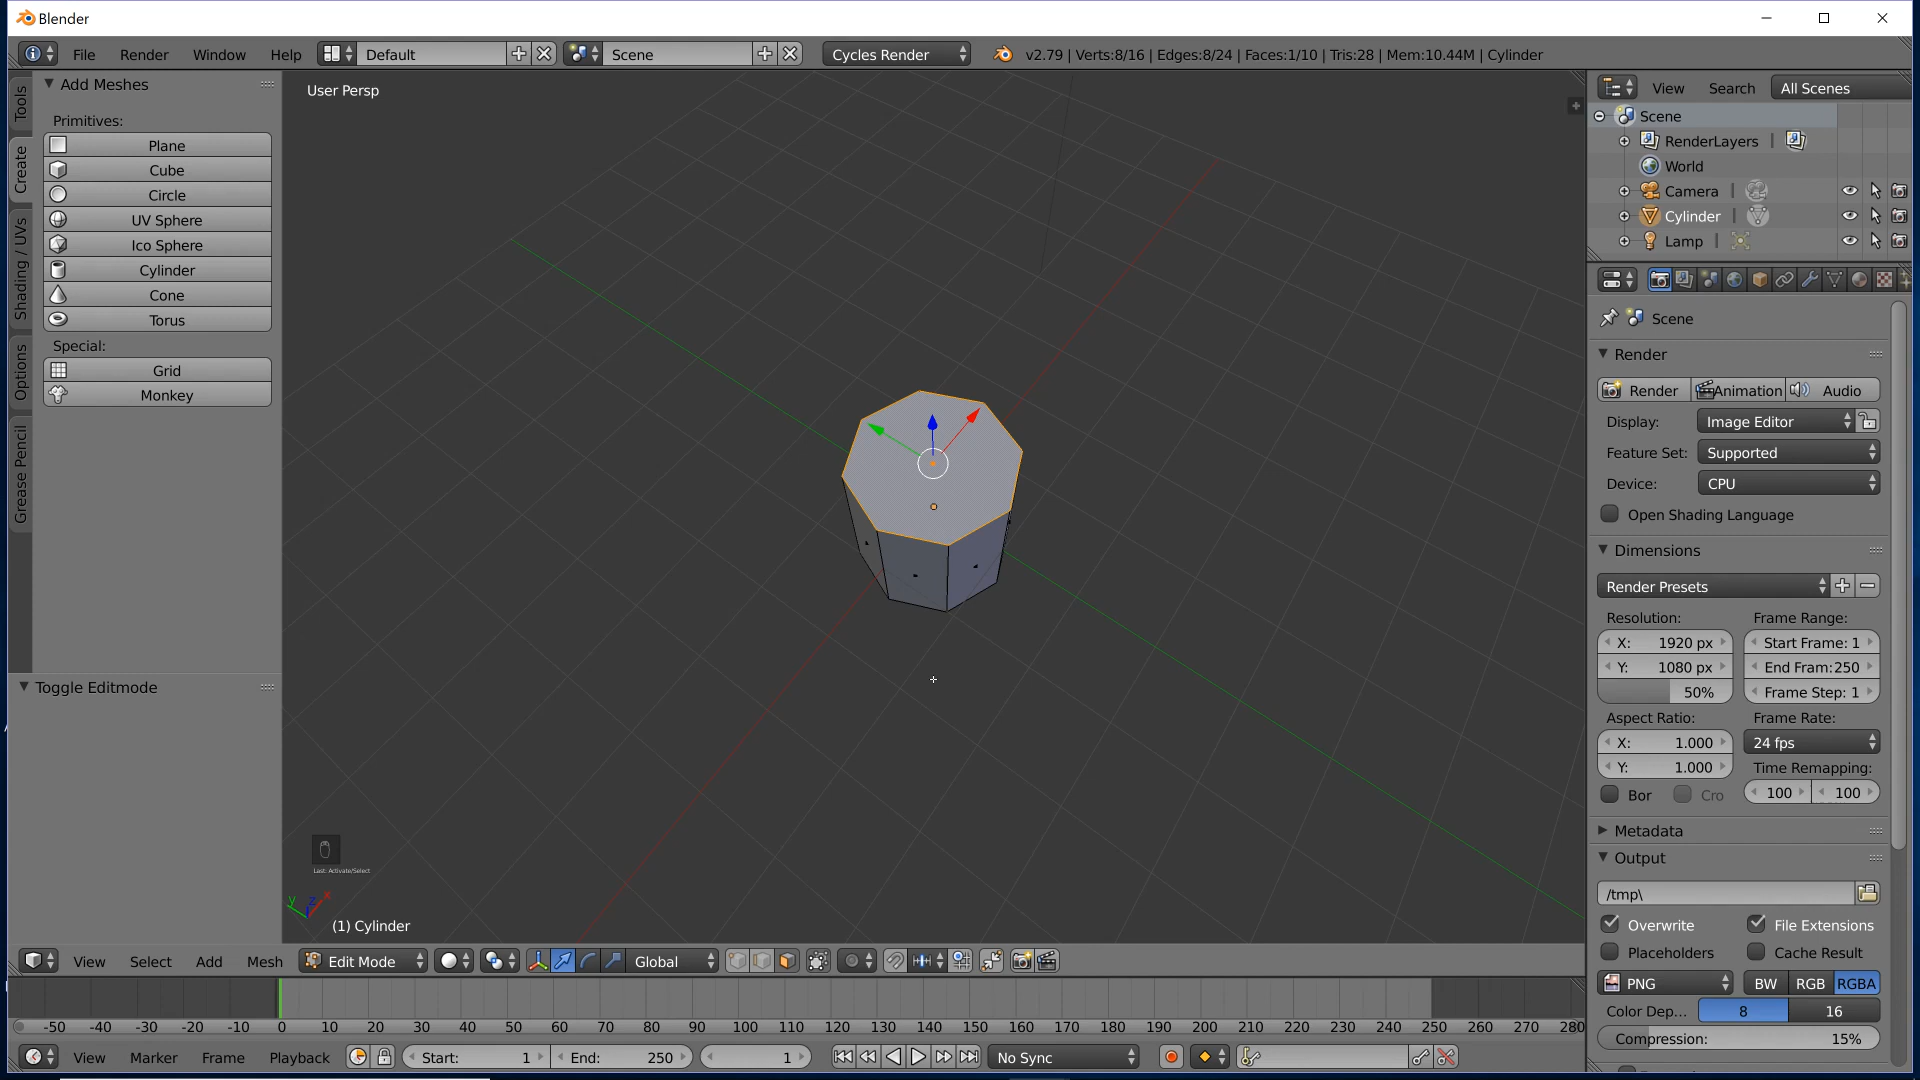 Blender
File Render Window Help Default Scene Cycles Render v2.79 | Verts:8/16 | Edges:8/24 | Faces:1/10 | Tris:28 | Mem:10.44M | Cylinder
Tools
Create
Shading / UVs
Options
Grease Pencil
Add Meshes
Primitives:
Plane
Cube
Circle
UV Sphere
Ico Sphere
Cylinder
Cone
Torus
Special:
Grid
Monkey
Toggle Editmode
User Persp
Last: Activate/Select
y z x
(1) Cylinder
View Search All Scenes
Scene
RenderLayers |
World
Camera |
Cylinder |
Lamp |
Scene
Render
Render Animation Audio
Display: Image Editor
Feature Set: Supported
Device: CPU
Open Shading Language
Dimensions
Render Presets
Resolution: Frame Range:
X: 1920 px Start Frame: 1
Y: 1080 px End Fram:250
50% Frame Step: 1
Aspect Ratio: Frame Rate:
X: 1.000 24 fps
Y: 1.000 Time Remapping:
Bor Cro 100 100
Metadata
Output
/tmp\
Overwrite File Extensions
Placeholders Cache Result
PNG BW RGB RGBA
Color Dep... 8 16
Compression: 15%
View Select Add Mesh Edit Mode Global
-50 -40 -30 -20 -10 0 10 20 30 40 50 60 70 80 90 100 110 120 130 140 150 160 170 180 190 200 210 220 230 240 250 260 270 280
View Marker Frame Playback Start: 1 End: 250 1 No Sync